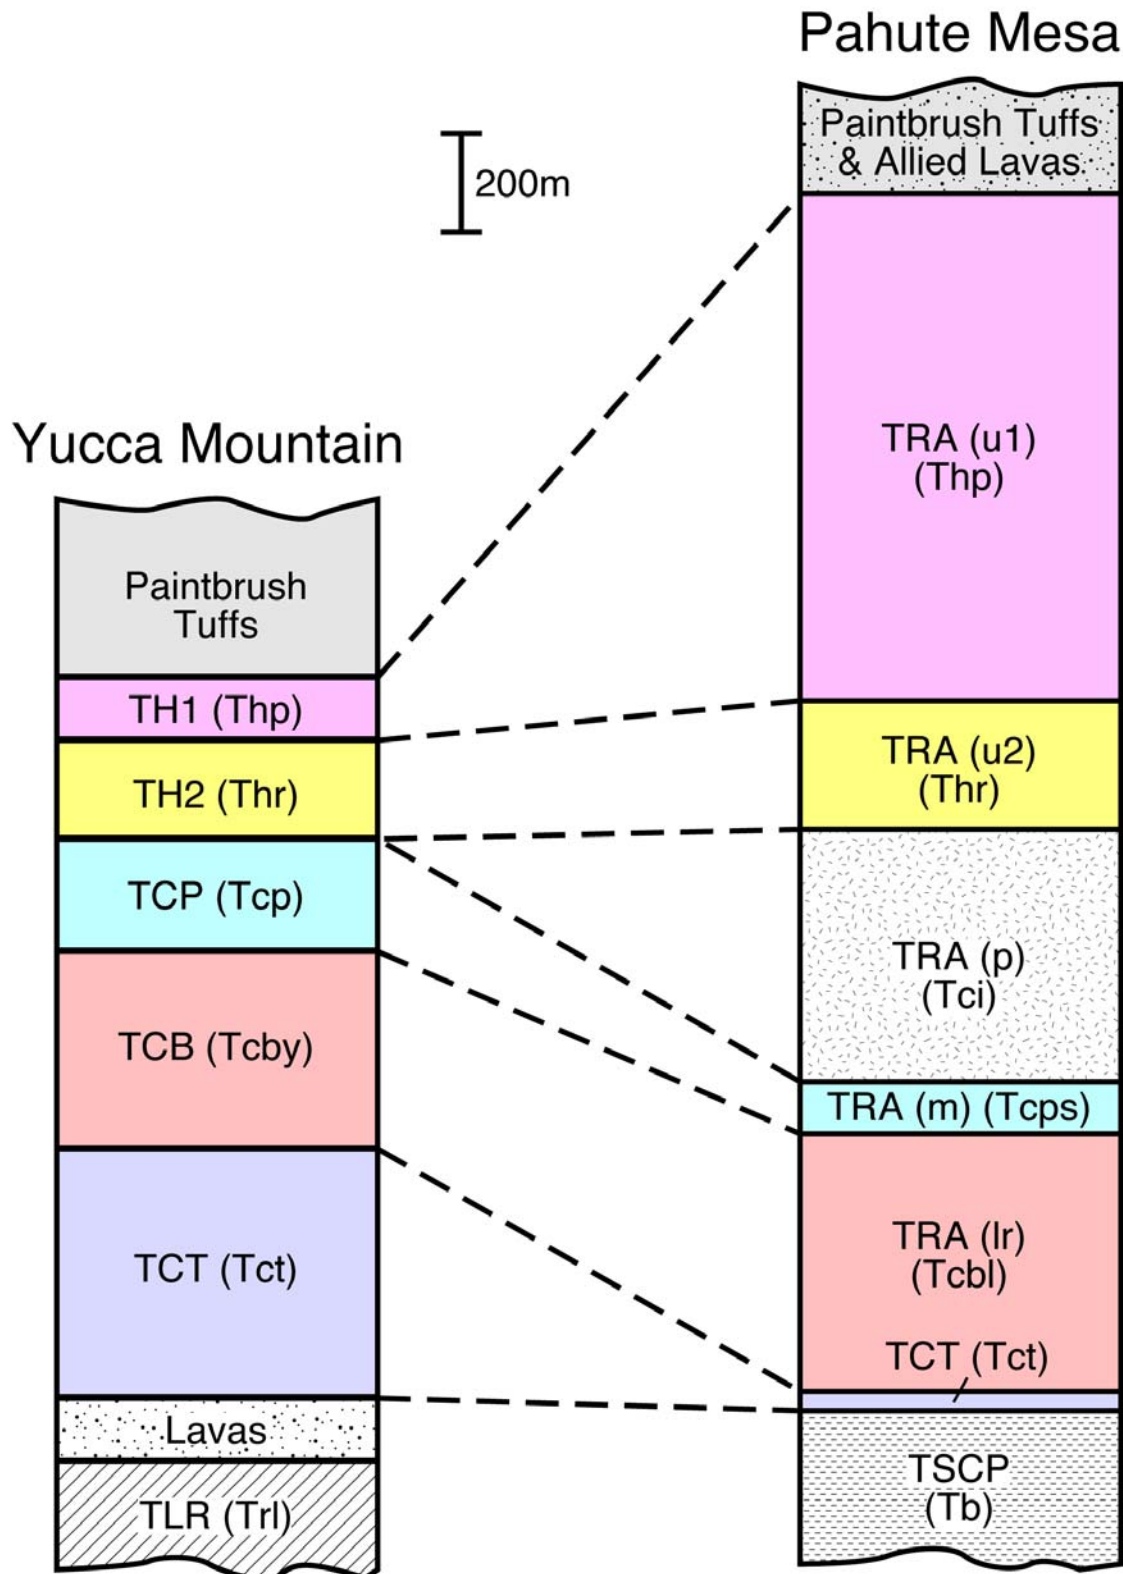 Pahute Mesa
Paintbrush Tuffs
& Allied Lavas
200m
TRA (u1)
(Thp)
Yucca Mountain
Paintbrush
Tuffs
TH1 (Thp)
TH2 (Thr)
TCP (Tcp)
TCB (Tcby)
TCT (Tct)
Lavas
TLR (Trl)
TRA (u2)
(Thr)
TRA (p)
(Tci)
TRA (m) (Tcps)
TRA (lr)
(Tcbl)
TCT (Tct)
TSCP
(Tb)